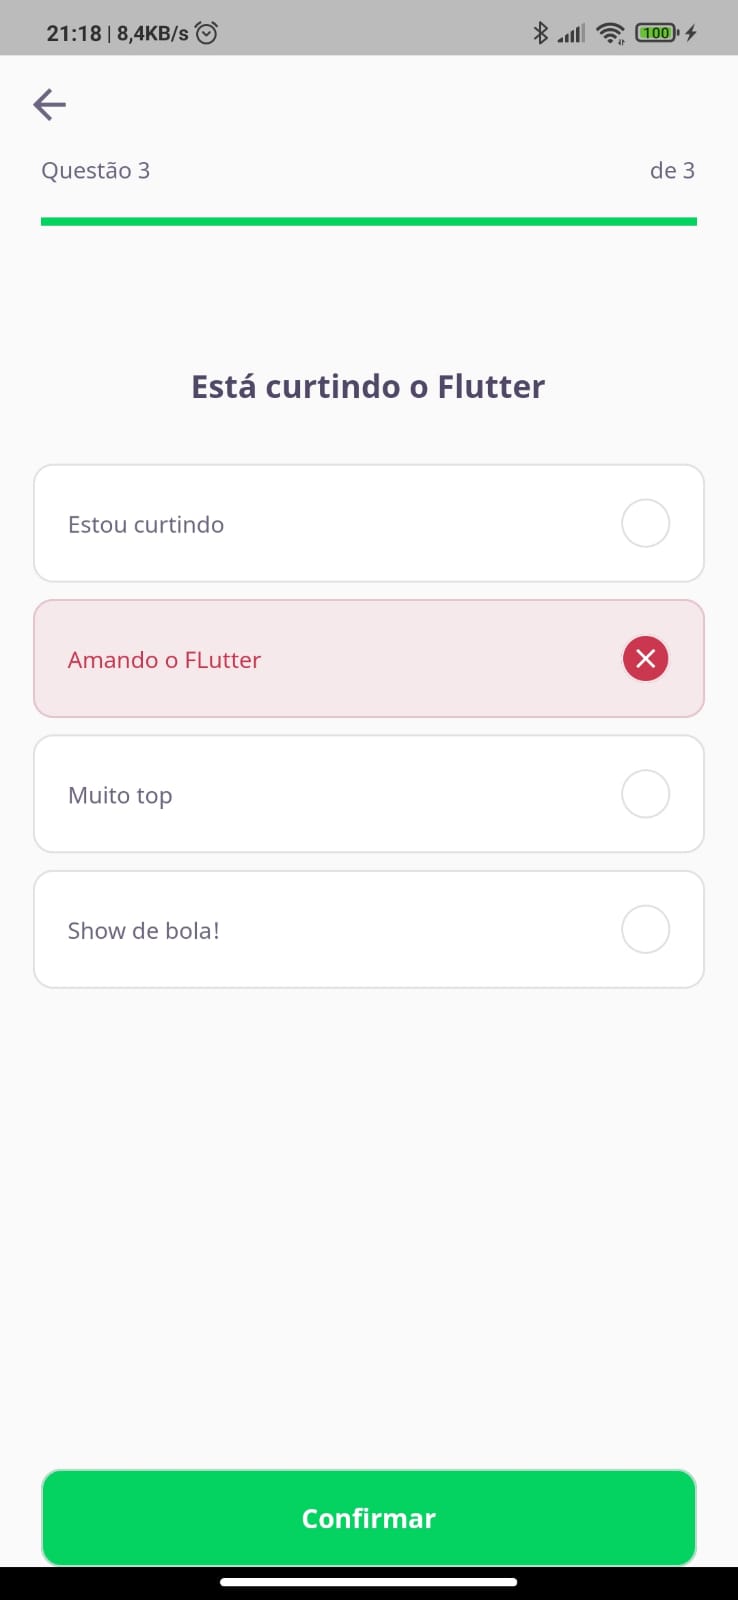 21:18 | 8,4KB/s
100
Questão 3
de 3
Está curtindo o Flutter
Estou curtindo
Amando o FLutter
Muito top
Show de bola!
Confirmar